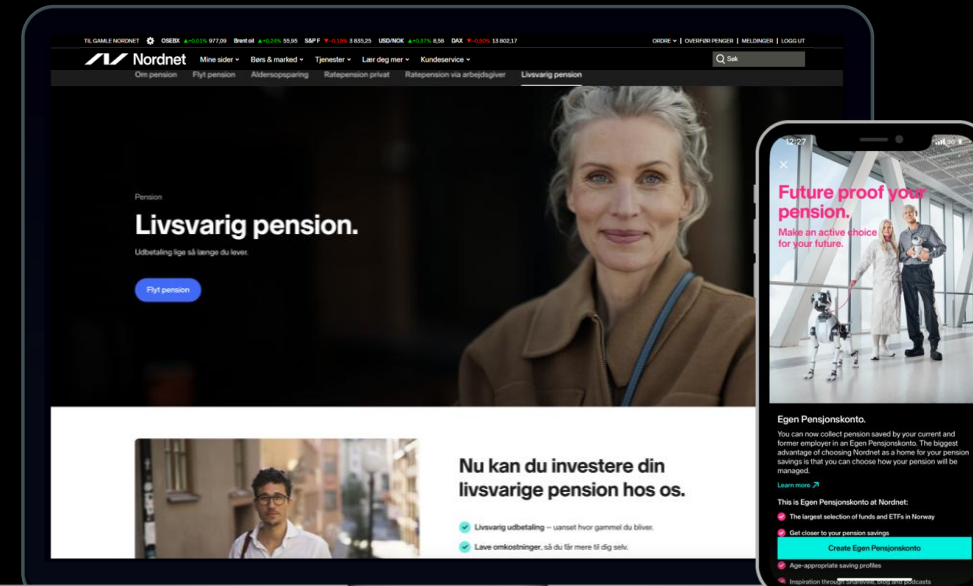 TIL GAMLE NORDNET OSEBX +0,01% 977,09 Brent oil +0,24% 55,95 S&P F -0,19% 3 835,25 USD/NOK +0,37% 8,56 DAX -0,80% 13 802,17 ORDRE | OVERFØR PENGER | MELDINGER | LOGG UT
Nordnet Mine sider Børs & marked Tjenester Lær deg mer Kundeservice Søk
Om pension Flyt pension Aldersopsparing Ratepension privat Ratepension via arbejdsgiver Livsvarig pension
Pension
Livsvarig pension.
Udbetaling lige så længe du lever.
Flyt pension
Nu kan du investere din
livsvarige pension hos os.
Livsvarig udbetaling – uanset hvor gammel du bliver.
Lave omkostninger, så du får mere til dig selv.
12:27
Future proof your
pension.
Make an active choice
for your future.
Egen Pensjonskonto.
You can now collect pension saved by your current and
former employer in an Egen Pensjonskonto. The biggest
advantage of choosing Nordnet as a home for your pension
savings is that you can choose how your pension will be
managed.
Learn more
This is Egen Pensjonskonto at Nordnet:
The largest selection of funds and ETFs in Norway
Get closer to your pension savings
Create Egen Pensjonskonto
Age-appropriate saving profiles
Inspiration through Shareville, blog and podcasts